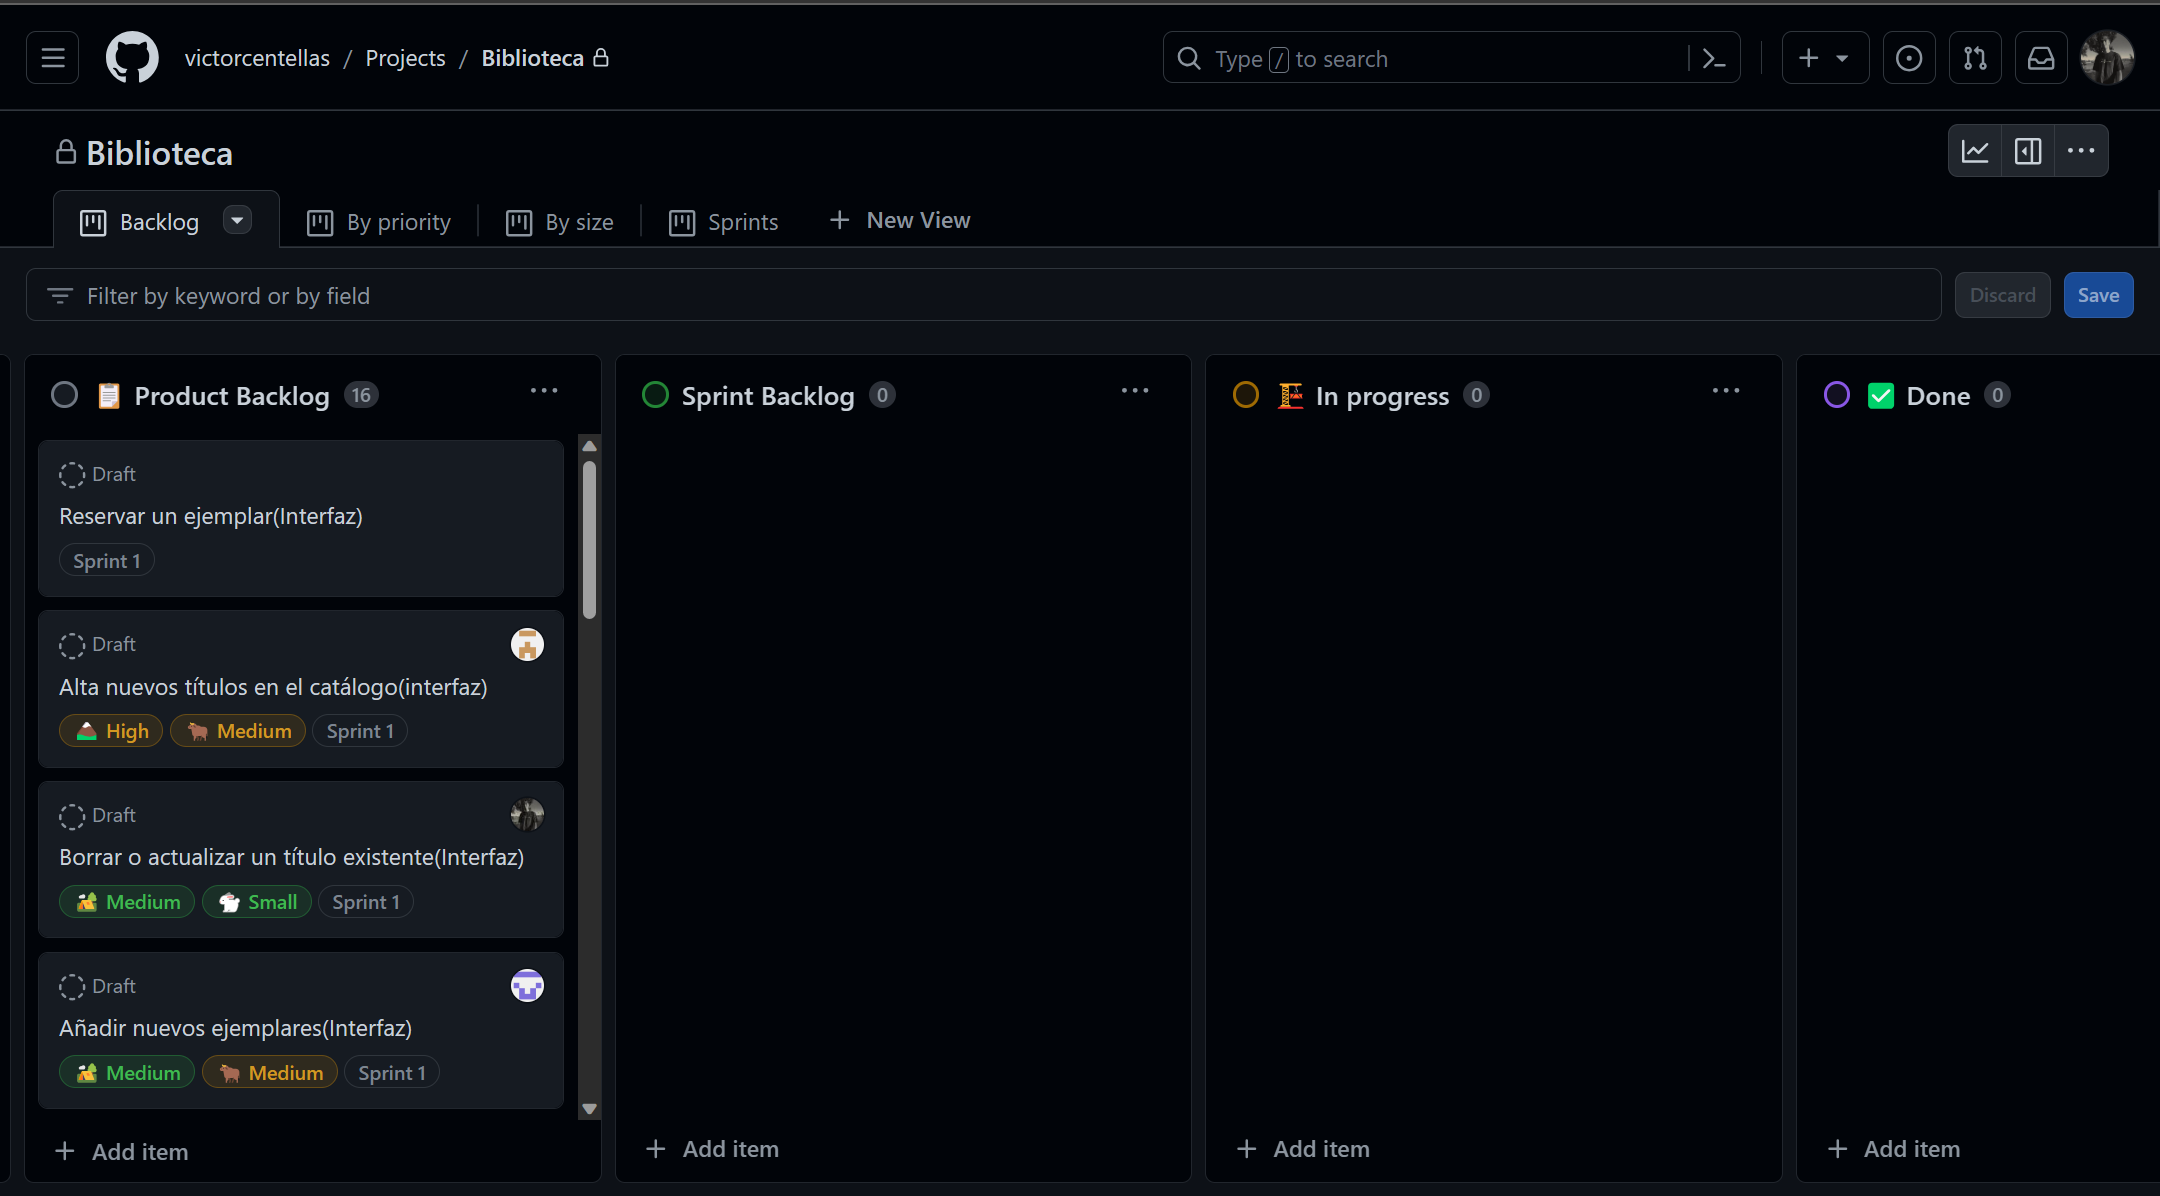 victorcentellas / Projects / Biblioteca
Type / to search
Biblioteca
Backlog
By priority
By size
Sprints
New View
Filter by keyword or by field
Discard
Save
Product Backlog 16
Draft
Reservar un ejemplar(Interfaz)
Sprint 1
Draft
Alta nuevos títulos en el catálogo(interfaz)
High Medium Sprint 1
Draft
Borrar o actualizar un título existente(Interfaz)
Medium Small Sprint 1
Draft
Añadir nuevos ejemplares(Interfaz)
Medium Medium Sprint 1
Add item
Sprint Backlog 0
Add item
In progress 0
Add item
Done 0
Add item